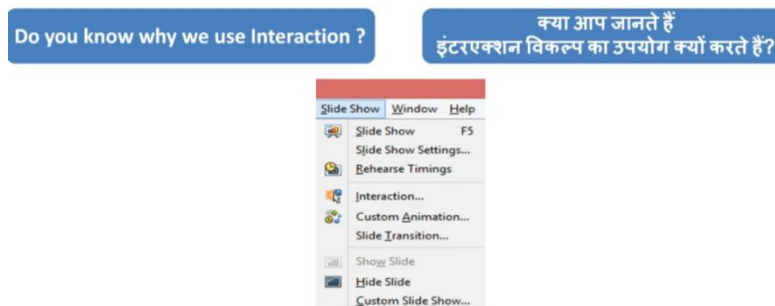 Do you know why we use Interaction ?
क्या आप जानते हैं
इंटरएक्शन विकल्प का उपयोग क्यों करते हैं?
Slide Show Window Help
Slide Show F5
Slide Show Settings...
Rehearse Timings
Interaction...
Custom Animation...
Slide Transition...
Show Slide
Hide Slide
Custom Slide Show...